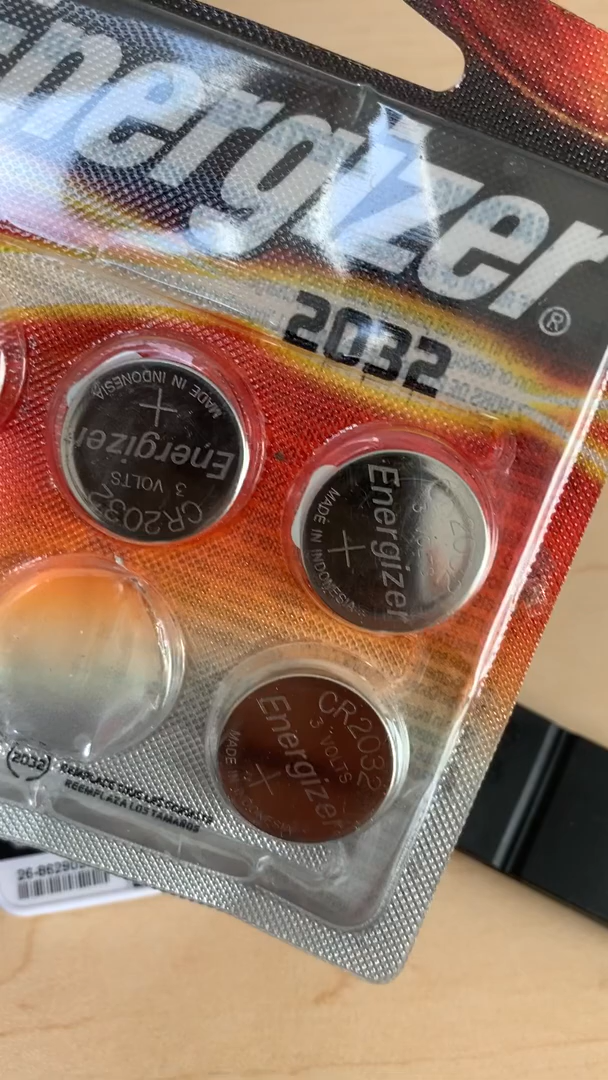 Energizer®
2032
MADE IN INDONESIA
+
Energizer
3 VOLTS
CR2032
Energizer
MADE IN INDONESIA
+
CR2032
3 VOLTS
Energizer
MADE IN
+
2032
REEMPLAZA LOS TAMAÑOS